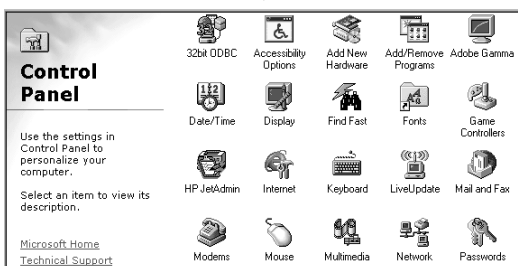 Control
Panel
Use the settings in
Control Panel to
personalize your
computer.
Select an item to view its
description.
Microsoft Home
Technical Support
32bit ODBC
Accessibility
Options
Add New
Hardware
Add/Remove
Programs
Adobe Gamma
Date/Time
Display
Find Fast
Fonts
Game
Controllers
HP JetAdmin
Internet
Keyboard
LiveUpdate
Mail and Fax
Modems
Mouse
Multimedia
Network
Passwords